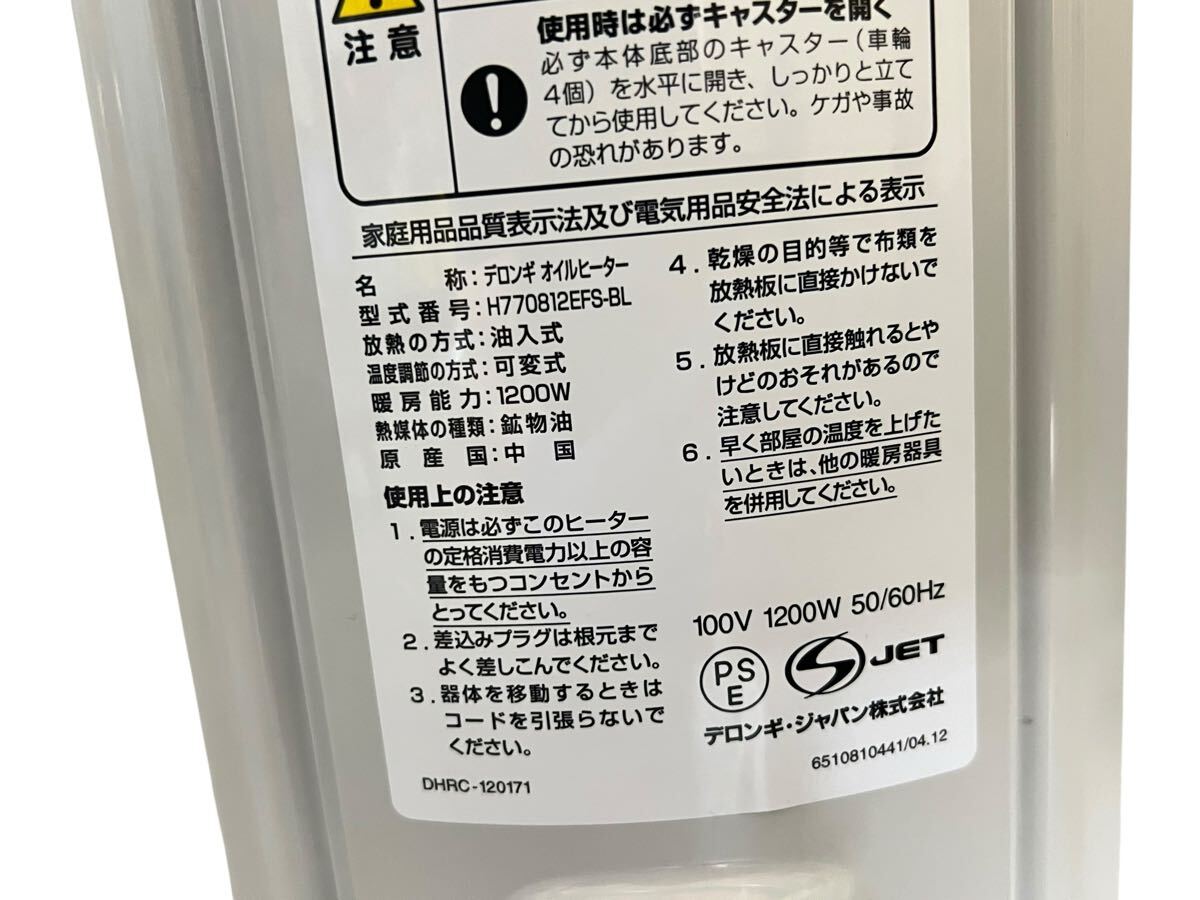 注意
使用時は必ずキャスターを開く
必ず本体底部のキャスター（車輪
4個）を水平に開き、しっかりと立て
てから使用してください。ケガや事故
の恐れがあります。
家庭用品品質表示法及び電気用品安全法による表示
名 称：デロンギ オイルヒーター
型式番号：H770812EFS-BL
放熱の方式：油入式
温度調節の方式：可変式
暖房能力：1200W
熱媒体の種類：鉱物油
原産国：中 国
使用上の注意
1．電源は必ずこのヒーター
の定格消費電力以上の容
量をもつコンセントから
とってください。
2．差込みプラグは根元まで
よく差しこんでください。
3．器体を移動するときは
コードを引張らないで
ください。
DHRC-120171
4．乾燥の目的等で布類を
放熱板に直接かけないで
ください。
5．放熱板に直接触れるとや
けどのおそれがあるので
注意してください。
6．早く部屋の温度を上げた
いときは、他の暖房器具
を併用してください。
100V 1200W 50/60Hz
PS
E
JET
デロンギ・ジャパン株式会社
6510810441/04.12